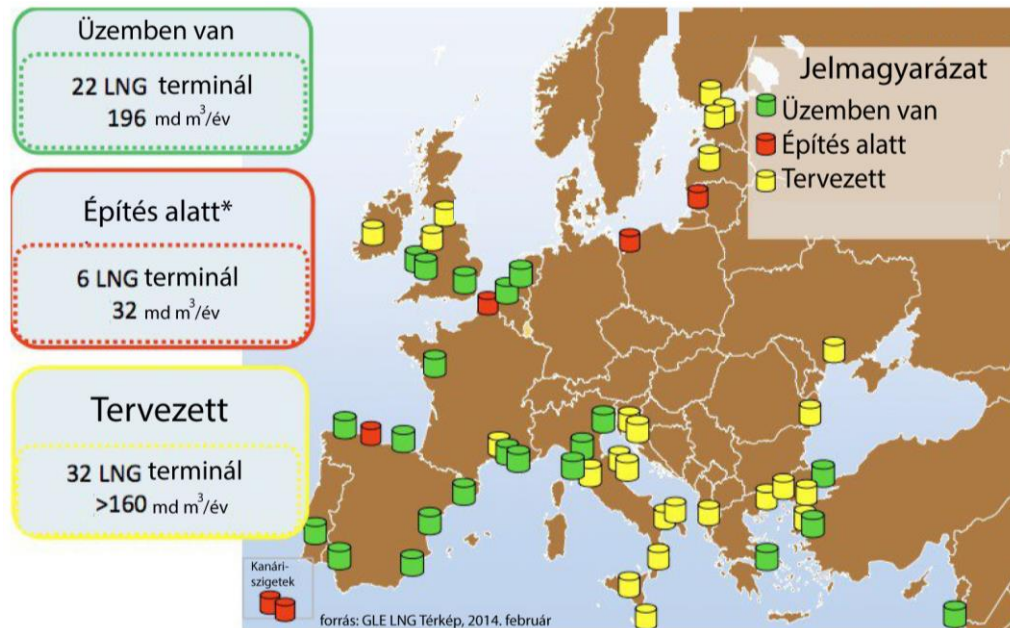 Üzemben van
22 LNG terminál
196 md m³/év
Építés alatt*
6 LNG terminál
32 md m³/év
Tervezett
32 LNG terminál
>160 md m³/év
Jelmagyarázat
Üzemben van
Építés alatt
Tervezett
Kanári-
szigetek
forrás: GLE LNG Térkép, 2014. február